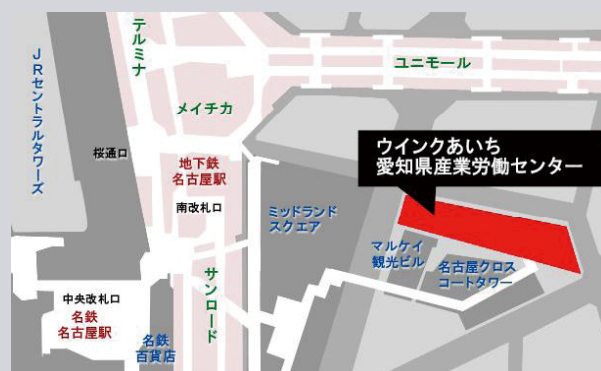 テルミナ
JRセントラルタワーズ
ユニモール
メイチカ
桜通口
地下鉄
名古屋駅
南改札口
ウインクあいち
愛知県産業労働センター
ミッドランド
スクエア
マルケイ
観光ビル
名古屋クロス
コートタワー
サンロード
中央改札口
名鉄
名古屋駅
名鉄
百貨店